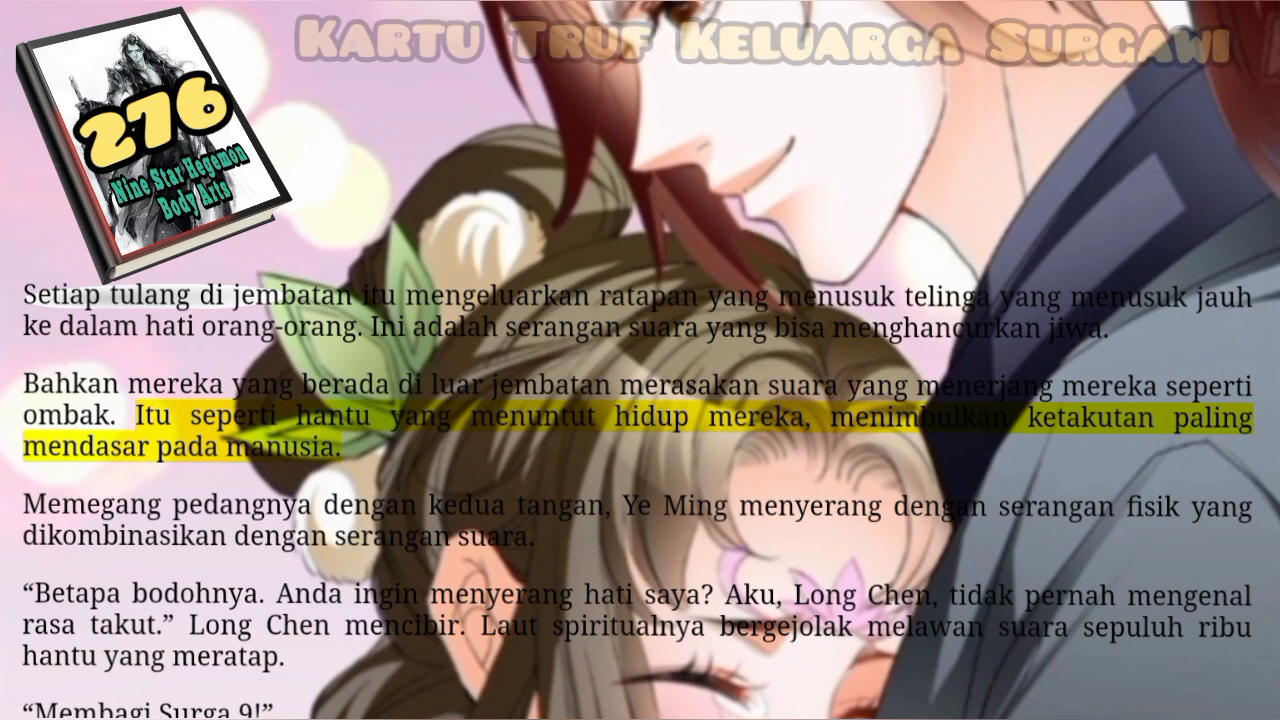 Kartu Truf Keluarga Surgawi
276
Nine Star Hegemon
Body Arts
Setiap tulang di jembatan itu mengeluarkan ratapan yang menusuk telinga yang menusuk jauh
ke dalam hati orang-orang. Ini adalah serangan suara yang bisa menghancurkan jiwa.
Bahkan mereka yang berada di luar jembatan merasakan suara yang menerjang mereka seperti
ombak. Itu seperti hantu yang menuntut hidup mereka, menimbulkan ketakutan paling
mendasar pada manusia.
Memegang pedangnya dengan kedua tangan, Ye Ming menyerang dengan serangan fisik yang
dikombinasikan dengan serangan suara.
“Betapa bodohnya. Anda ingin menyerang hati saya? Aku, Long Chen, tidak pernah mengenal
rasa takut.” Long Chen mencibir. Laut spiritualnya bergejolak melawan suara sepuluh ribu
hantu yang meratap.
“Membagi Surga 9!”